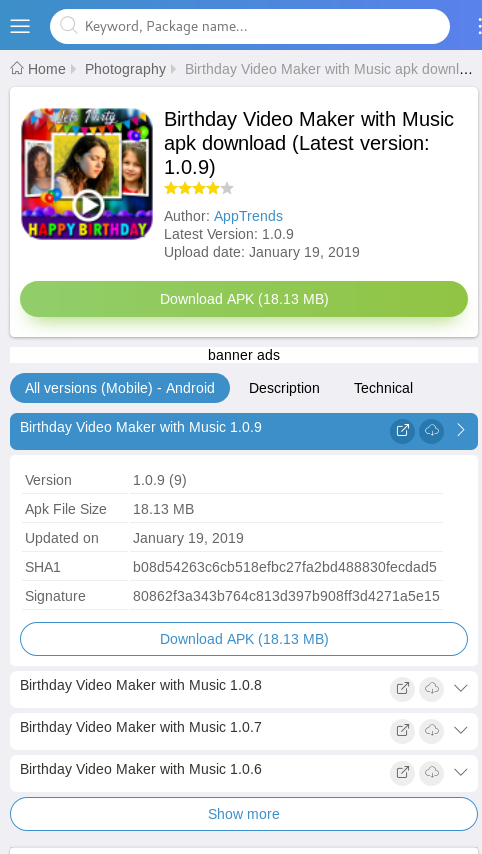 Keyword, Package name...
Home Photography Birthday Video Maker with Music apk downl...
Let's Party
HAPPY BIRTHDAY
Birthday Video Maker with Music
apk download (Latest version:
1.0.9)
Author: AppTrends
Latest Version: 1.0.9
Upload date: January 19, 2019
Download APK (18.13 MB)
banner ads
All versions (Mobile) - Android Description Technical
Birthday Video Maker with Music 1.0.9
Version 1.0.9 (9)
Apk File Size 18.13 MB
Updated on January 19, 2019
SHA1 b08d54263c6cb518efbc27fa2bd488830fecdad5
Signature 80862f3a343b764c813d397b908ff3d4271a5e15
Download APK (18.13 MB)
Birthday Video Maker with Music 1.0.8
Birthday Video Maker with Music 1.0.7
Birthday Video Maker with Music 1.0.6
Show more